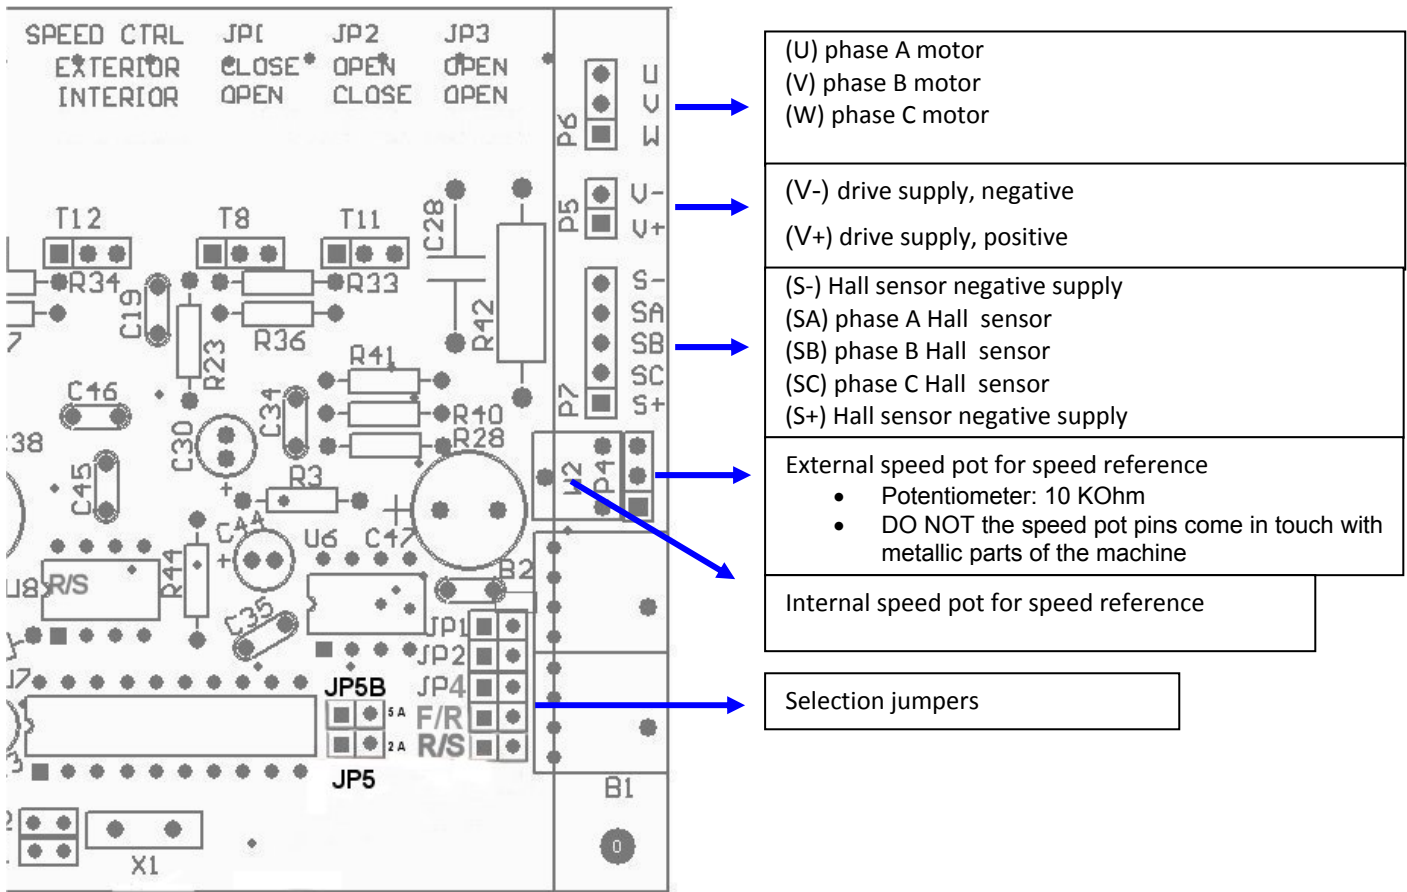 SPEED CTRL JP1 JP2 JP3
EXTERIOR CLOSE OPEN OPEN
INTERIOR OPEN CLOSE OPEN
U
V
W
P6
V-
V+
P5
S-
SA
SB
SC
S+
P7
T12 T8 T11
C28
R34 R33
C19
R36
R23
R42
R41
C46
C34
R40
C30
R28
C38
C45
W2
P4
R3
+
+
C44
U6
C47
+
R44
B2
U8
R/S
C35
JP1
JP2
U7
JP5B
JP4
5 A
F/R
2 A
R/S
JP5
B1
0
X1
(U) phase A motor
(V) phase B motor
(W) phase C motor
(V-) drive supply, negative
(V+) drive supply, positive
(S-) Hall sensor negative supply
(SA) phase A Hall sensor
(SB) phase B Hall sensor
(SC) phase C Hall sensor
(S+) Hall sensor negative supply
External speed pot for speed reference
• Potentiometer: 10 KOhm
• DO NOT the speed pot pins come in touch with
metallic parts of the machine
Internal speed pot for speed reference
Selection jumpers